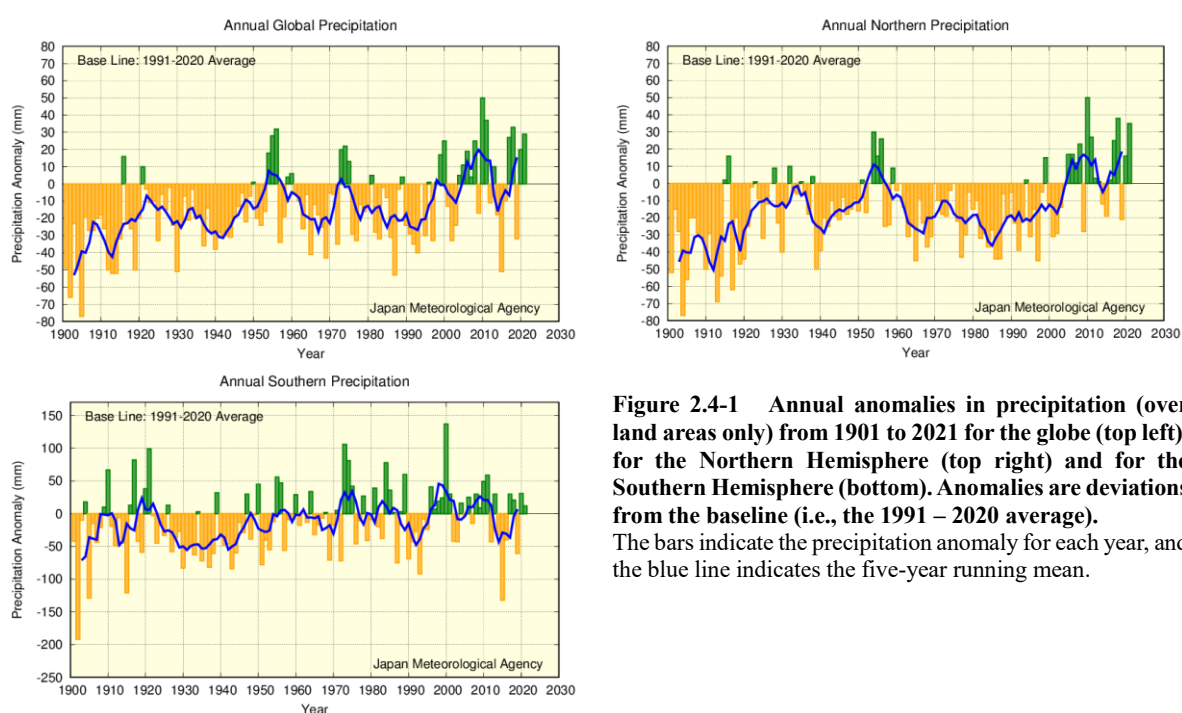 Annual Global Precipitation
80
70
60
50
40
30
20
10
0
-10
-20
-30
-40
-50
-60
-70
-80
Precipitation Anomaly (mm)
Base Line: 1991-2020 Average
Japan Meteorological Agency
1900 1910 1920 1930 1940 1950 1960 1970 1980 1990 2000 2010 2020 2030
Year
Annual Northern Precipitation
80
70
60
50
40
30
20
10
0
-10
-20
-30
-40
-50
-60
-70
-80
Precipitation Anomaly (mm)
Base Line: 1991-2020 Average
Japan Meteorological Agency
1900 1910 1920 1930 1940 1950 1960 1970 1980 1990 2000 2010 2020 2030
Year
Annual Southern Precipitation
150
100
50
0
-50
-100
-150
-200
-250
Precipitation Anomaly (mm)
Base Line: 1991-2020 Average
Japan Meteorological Agency
1900 1910 1920 1930 1940 1950 1960 1970 1980 1990 2000 2010 2020 2030
Year
Figure 2.4-1 Annual anomalies in precipitation (over
land areas only) from 1901 to 2021 for the globe (top left)
for the Northern Hemisphere (top right) and for the
Southern Hemisphere (bottom). Anomalies are deviations
from the baseline (i.e., the 1991 – 2020 average).
The bars indicate the precipitation anomaly for each year, and
the blue line indicates the five-year running mean.